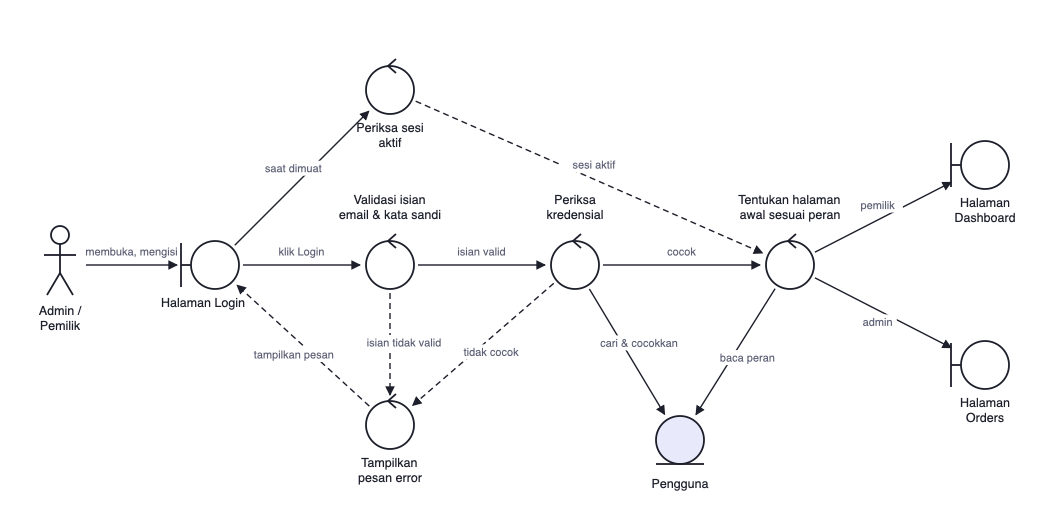 Periksa sesi
aktif
saat dimuat
sesi aktif
Validasi isian
email & kata sandi
Periksa
kredensial
Tentukan halaman
awal sesuai peran
pemilik
Halaman
Dashboard
membuka, mengisi
klik Login
isian valid
cocok
Admin /
Pemilik
Halaman Login
tampilkan pesan
isian tidak valid
tidak cocok
cari & cocokkan
baca peran
admin
Halaman
Orders
Tampilkan
pesan error
Pengguna